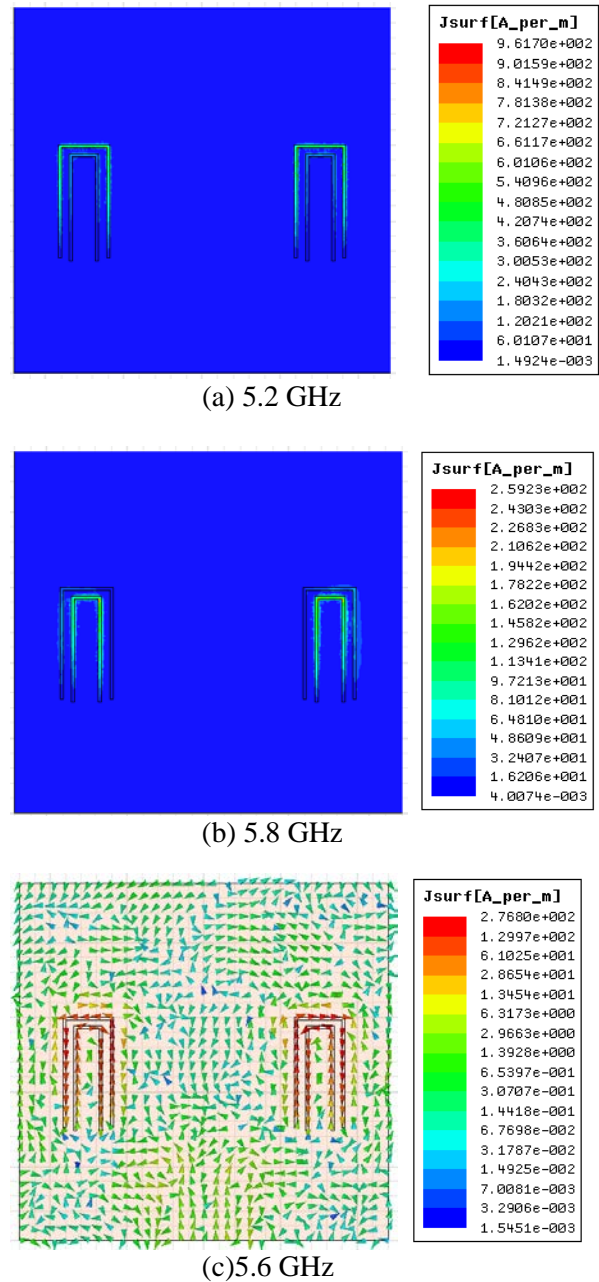 Jsurf[A_per_m]
9.6170e+002
9.0159e+002
8.4149e+002
7.8138e+002
7.2127e+002
6.6117e+002
6.0106e+002
5.4096e+002
4.8085e+002
4.2074e+002
3.6064e+002
3.0053e+002
2.4043e+002
1.8032e+002
1.2021e+002
6.0107e+001
1.4924e-003
(a) 5.2 GHz
Jsurf[A_per_m]
2.5923e+002
2.4303e+002
2.2683e+002
2.1062e+002
1.9442e+002
1.7822e+002
1.6202e+002
1.4582e+002
1.2962e+002
1.1341e+002
9.7213e+001
8.1012e+001
6.4810e+001
4.8609e+001
3.2407e+001
1.6206e+001
4.0074e-003
(b) 5.8 GHz
Jsurf[A_per_m]
2.7680e+002
1.2997e+002
6.1025e+001
2.8654e+001
1.3454e+001
6.3173e+000
2.9663e+000
1.3928e+000
6.5397e-001
3.0707e-001
1.4418e-001
6.7698e-002
3.1787e-002
1.4925e-002
7.0081e-003
3.2906e-003
1.5451e-003
(c)5.6 GHz